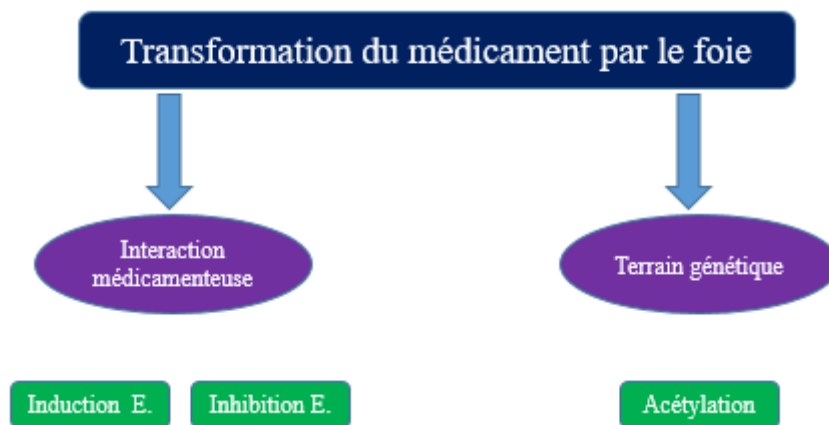 Transformation du médicament par le foie
Interaction
médicamenteuse
Terrain génétique
Induction E.
Inhibition E.
Acétylation